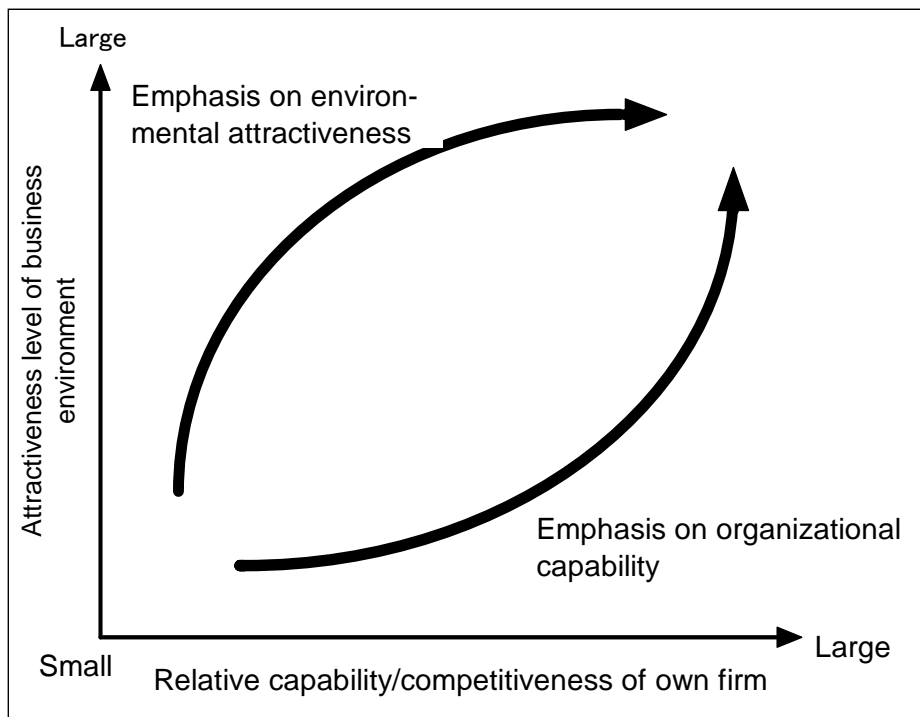 Large
Emphasis on environ-
mental attractiveness
Attractiveness level of business
environment
Emphasis on organizational
capability
Small
Large
Relative capability/competitiveness of own firm